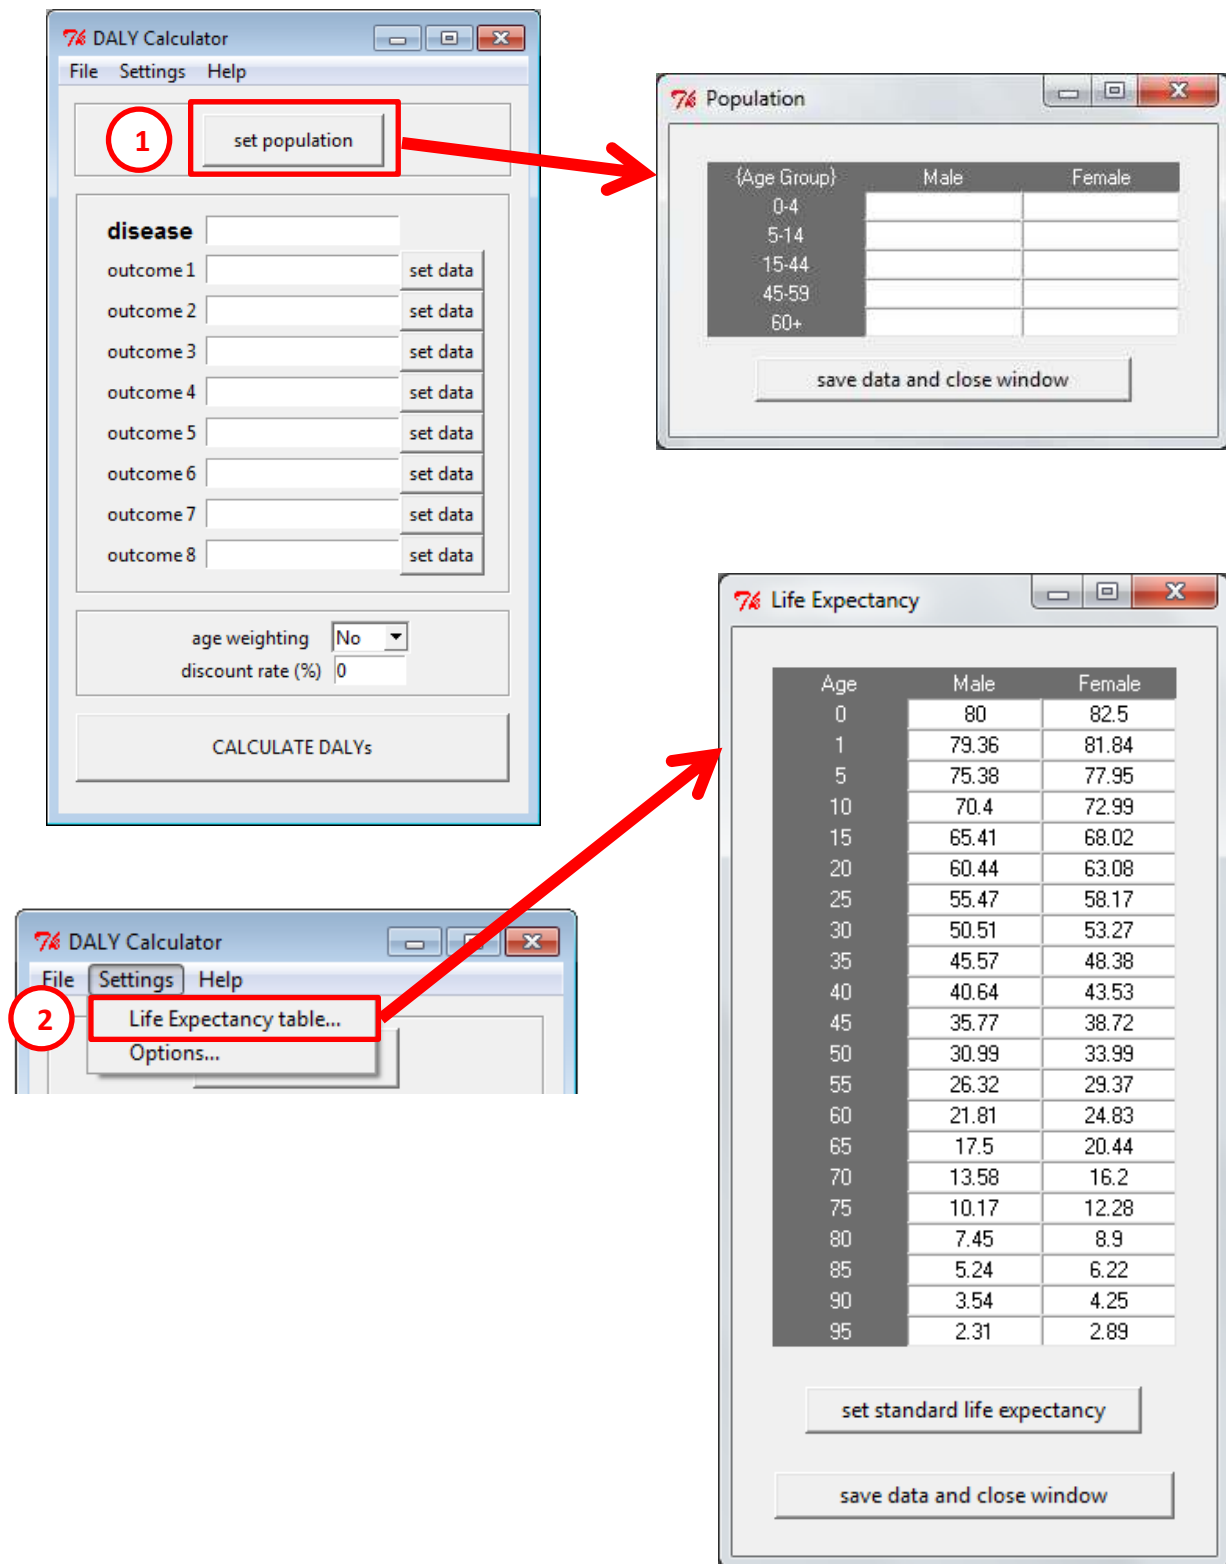 DALY Calculator
File Settings Help
1
set population
disease
outcome 1 set data
outcome 2 set data
outcome 3 set data
outcome 4 set data
outcome 5 set data
outcome 6 set data
outcome 7 set data
outcome 8 set data
age weighting No
discount rate (%) 0
CALCULATE DALYs
Population
{Age Group} Male Female
0-4
5-14
15-44
45-59
60+
save data and close window
DALY Calculator
File Settings Help
2
Life Expectancy table...
Options...
Life Expectancy
Age Male Female
0 80 82.5
1 79.36 81.84
5 75.38 77.95
10 70.4 72.99
15 65.41 68.02
20 60.44 63.08
25 55.47 58.17
30 50.51 53.27
35 45.57 48.38
40 40.64 43.53
45 35.77 38.72
50 30.99 33.99
55 26.32 29.37
60 21.81 24.83
65 17.5 20.44
70 13.58 16.2
75 10.17 12.28
80 7.45 8.9
85 5.24 6.22
90 3.54 4.25
95 2.31 2.89
set standard life expectancy
save data and close window